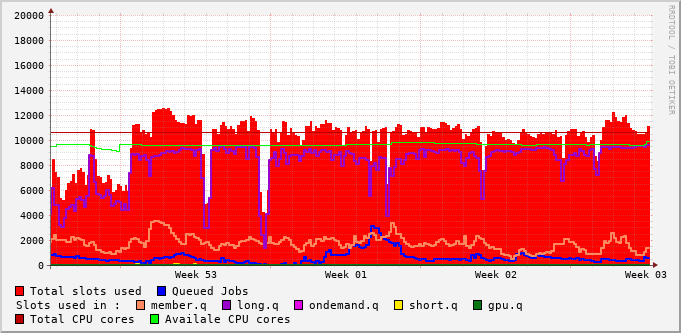 RRDTOOL / TOBI OETIKER
20000
18000
16000
14000
12000
10000
8000
6000
4000
2000
0
Week 53 Week 01 Week 02 Week 03
Total slots used Queued Jobs
Slots used in : member.q long.q ondemand.q short.q gpu.q
Total CPU cores Availale CPU cores